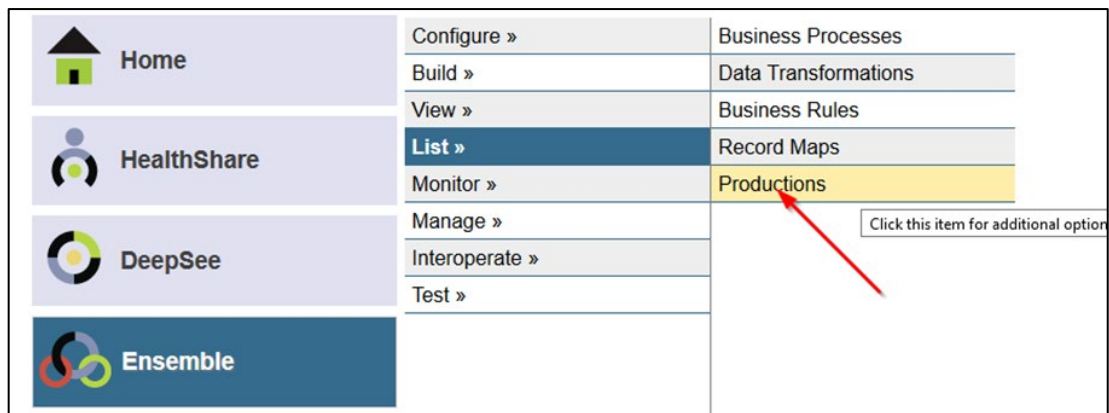 Home
HealthShare
DeepSee
Ensemble
Configure »
Build »
View »
List »
Monitor »
Manage »
Interoperate »
Test »
Business Processes
Data Transformations
Business Rules
Record Maps
Productions
Click this item for additional option